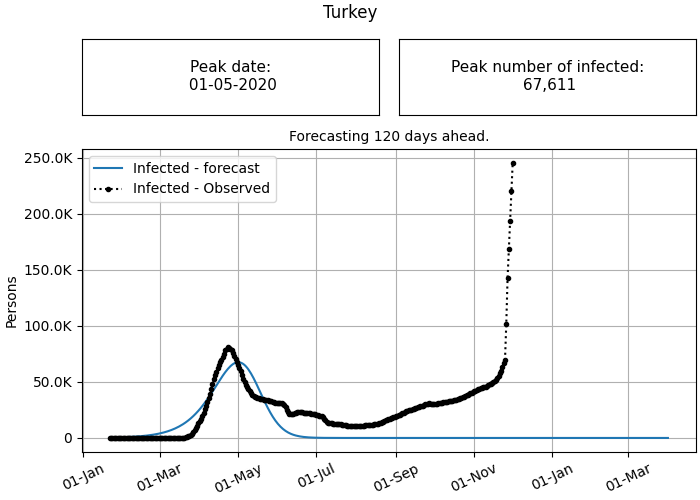 Turkey
Peak date:
01-05-2020
Peak number of infected:
67,611
Forecasting 120 days ahead.
250.0K
200.0K
150.0K
100.0K
50.0K
0
Persons
Infected - forecast
Infected - Observed
01-Jan
01-Mar
01-May
01-Jul
01-Sep
01-Nov
01-Jan
01-Mar